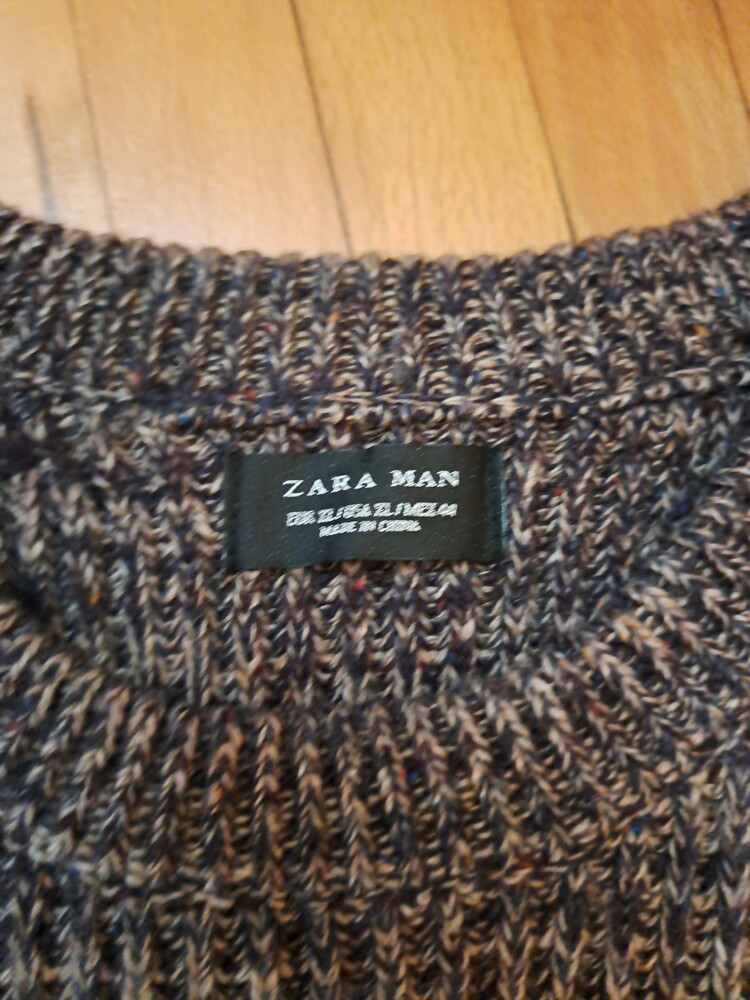 ZARA MAN
EUR XL / USA XL / MEX 44
MADE IN CHINA